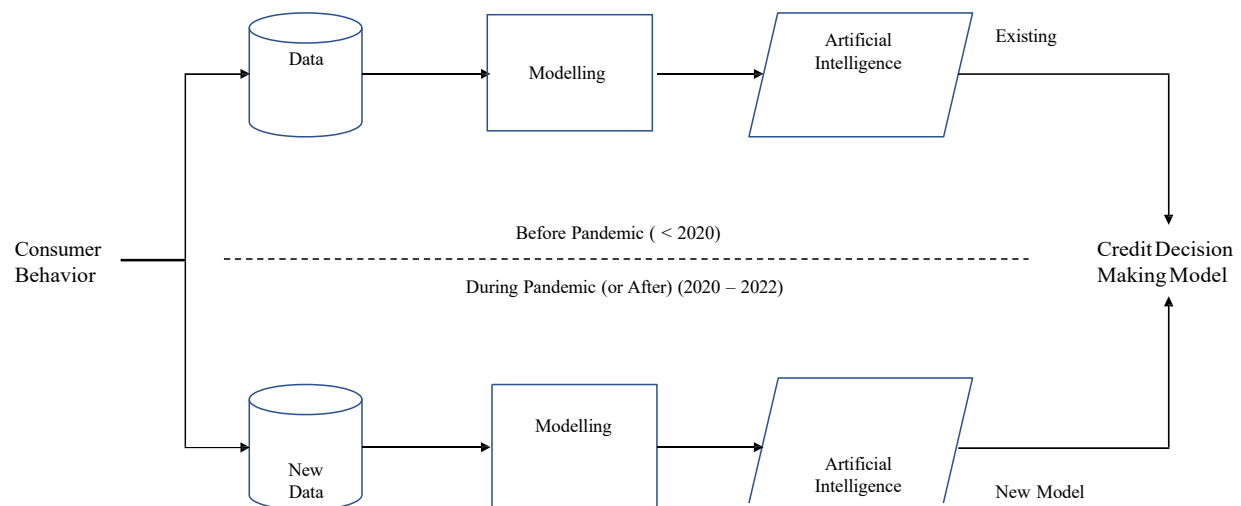 Data
Modelling
Artificial
Intelligence
Existing
Before Pandemic ( < 2020)
Consumer
Behavior
Credit Decision
Making Model
During Pandemic (or After) (2020 – 2022)
New
Data
Modelling
Artificial
Intelligence
New Model